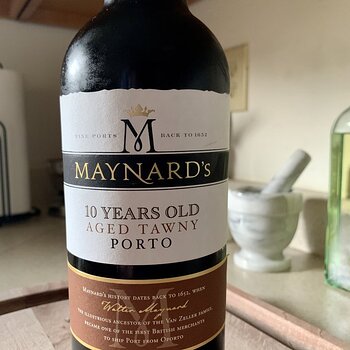 M
FINE PORTS BACK TO 1652
MAYNARD's
10 YEARS OLD
AGED TAWNY
PORTO
MAYNARD'S HISTORY DATES BACK TO 1652, WHEN
Walter Maynard
THE ILLUSTRIOUS ANCESTOR OF THE VAN ZELLER FAMILY,
BECAME ONE OF THE FIRST BRITISH MERCHANTS
TO SHIP PORT FROM OPORTO